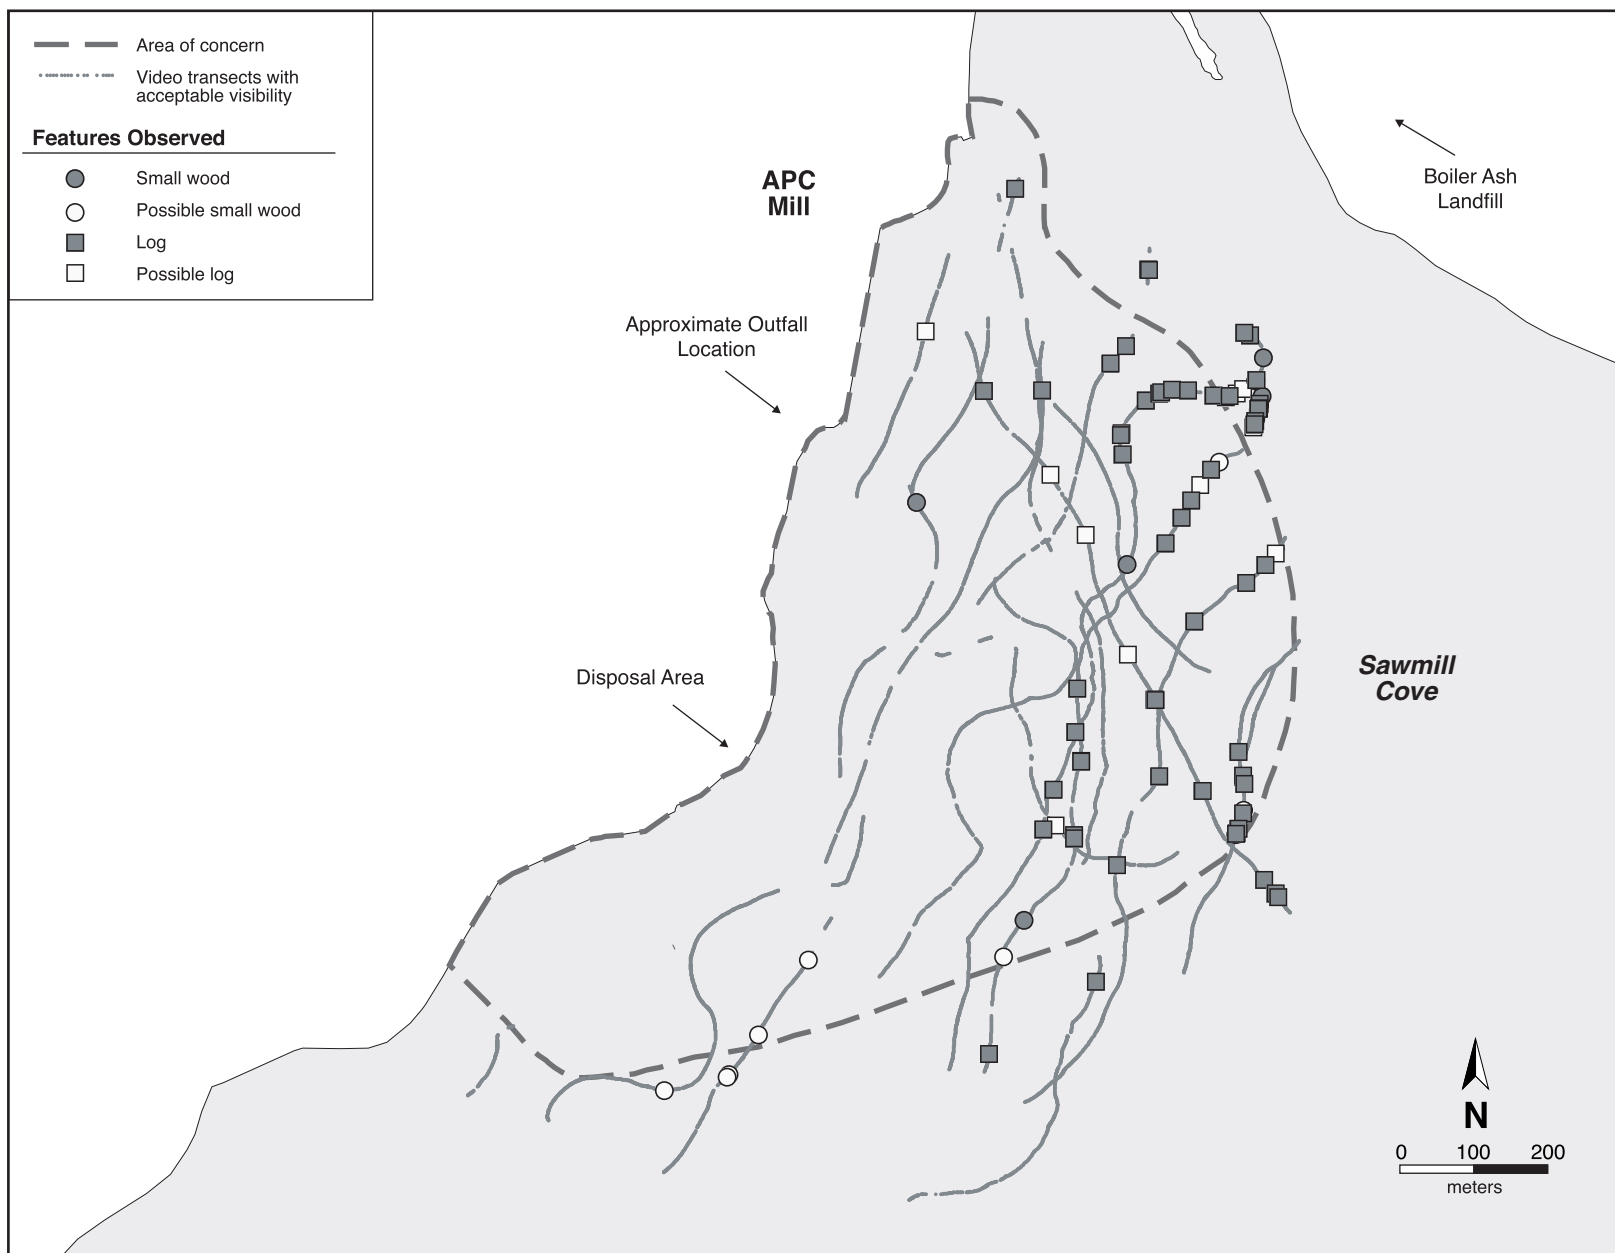 Area of concern
Video transects with
acceptable visibility
Features Observed
Small wood
Possible small wood
Log
Possible log
APC
Mill
Boiler Ash
Landfill
Approximate Outfall
Location
Disposal Area
Sawmill
Cove
N
0 100 200
meters